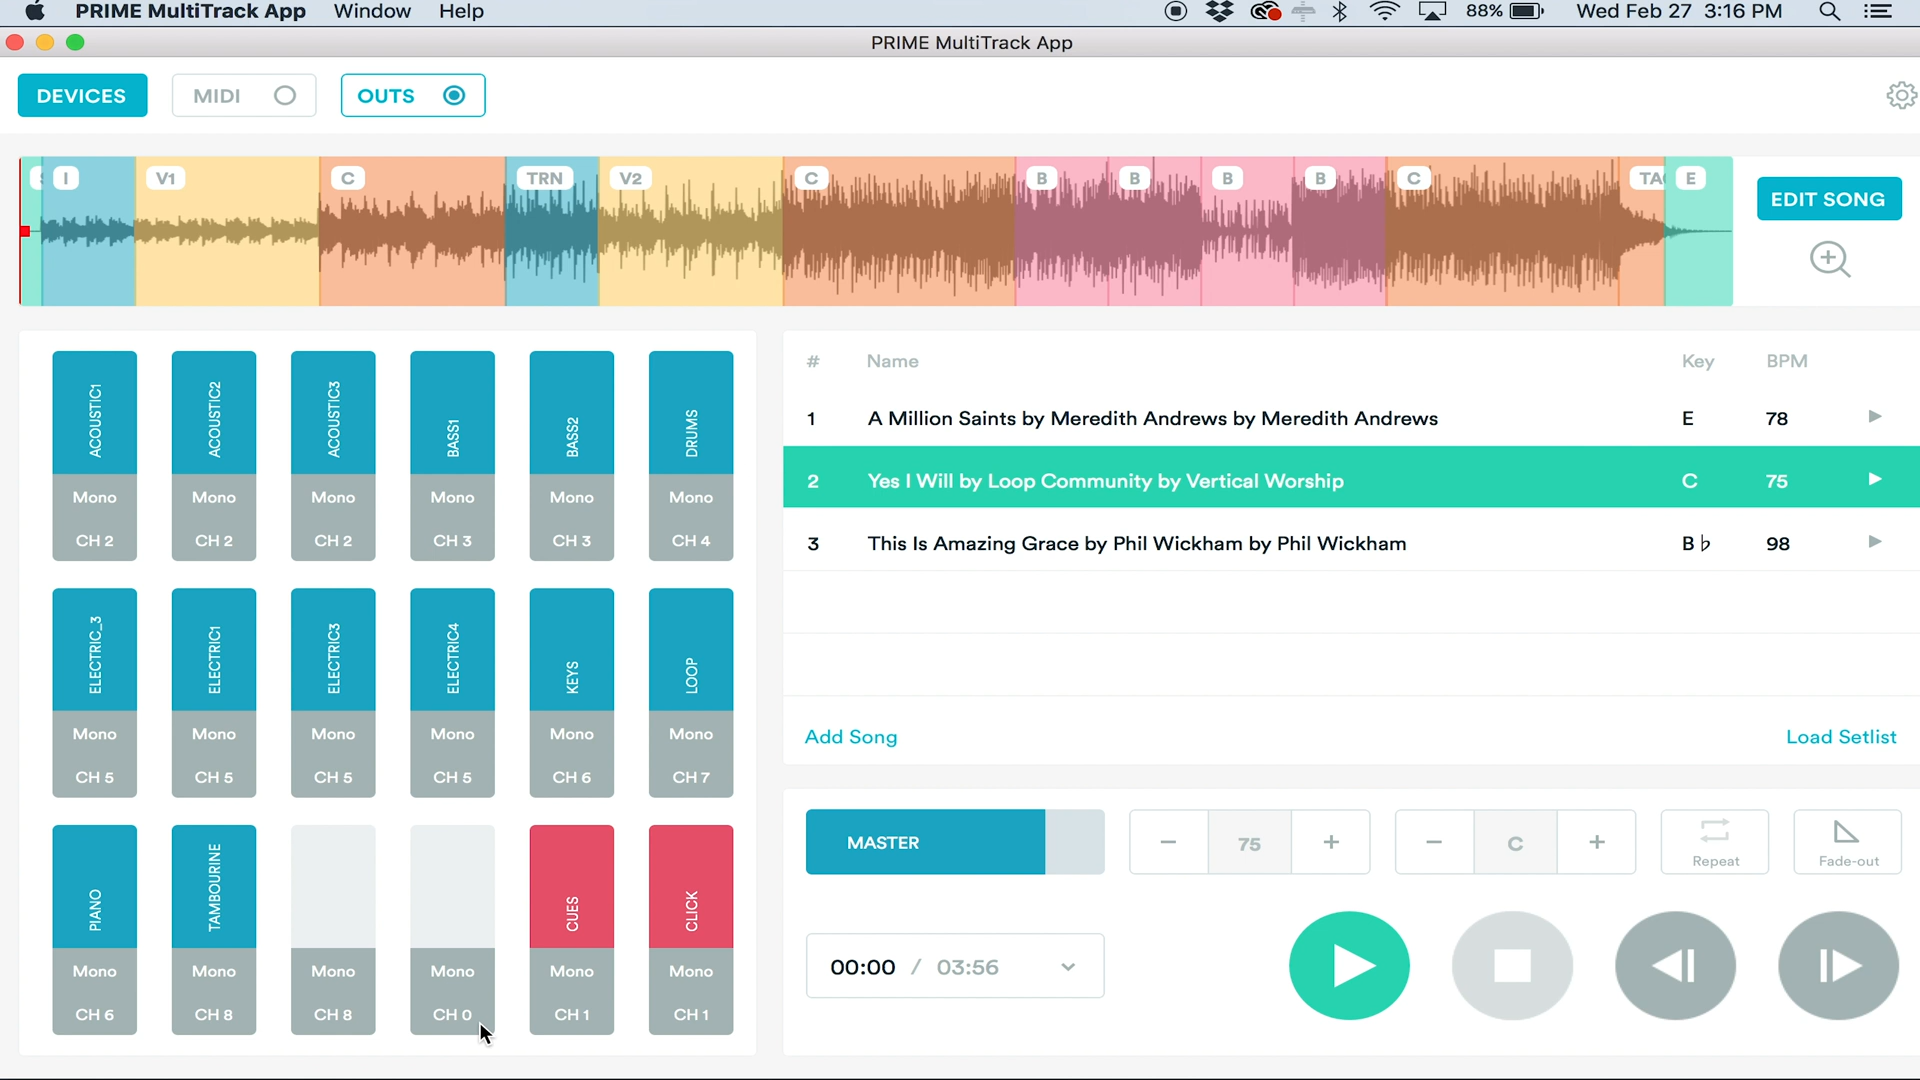 PRIME MultiTrack App Window Help 88% Wed Feb 27 3:16 PM
PRIME MultiTrack App
DEVICES MIDI OUTS
I V1 C TRN V2 C B B B B C TA E
EDIT SONG
ACOUSTIC1 ACOUSTIC2 ACOUSTIC3 BASS1 BASS2 DRUMS
Mono Mono Mono Mono Mono Mono
CH 2 CH 2 CH 2 CH 3 CH 3 CH 4
ELECTRIC_3 ELECTRIC1 ELECTRIC3 ELECTRIC4 KEYS LOOP
Mono Mono Mono Mono Mono Mono
CH 5 CH 5 CH 5 CH 5 CH 6 CH 7
PIANO TAMBOURINE CUES CLICK
Mono Mono Mono Mono Mono Mono
CH 6 CH 8 CH 8 CH 0 CH 1 CH 1
# Name Key BPM
1 A Million Saints by Meredith Andrews by Meredith Andrews E 78
2 Yes I Will by Loop Community by Vertical Worship C 75
3 This Is Amazing Grace by Phil Wickham by Phil Wickham B♭ 98
Add Song Load Setlist
MASTER − 75 + − C + Repeat Fade-out
00:00 / 03:56